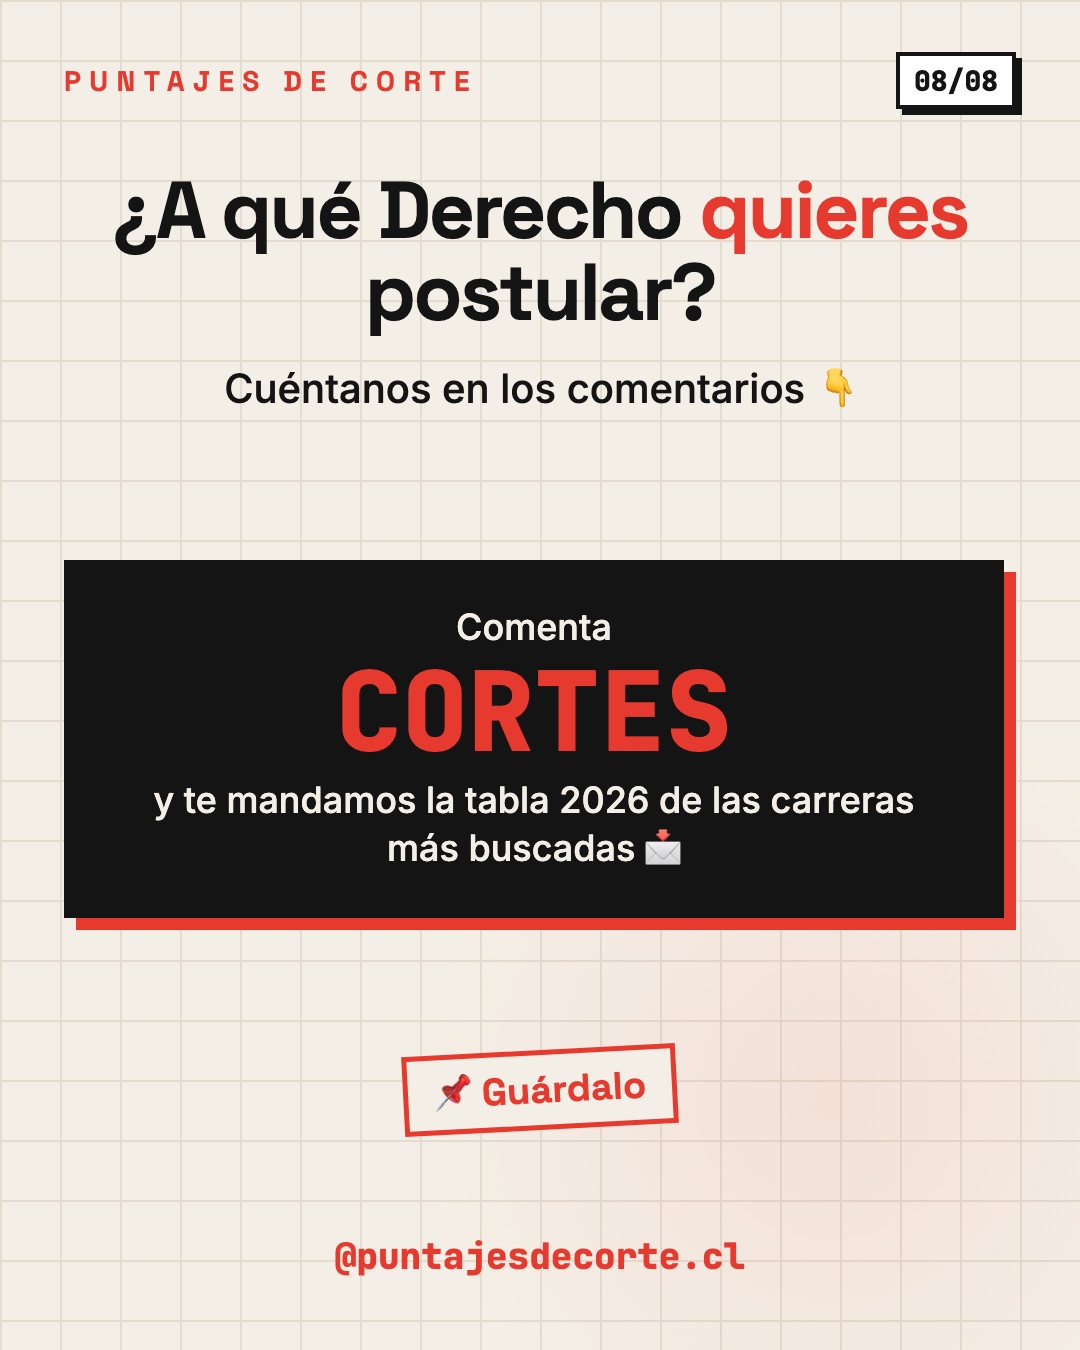 PUNTAJES DE CORTE
08/08
¿A qué Derecho quieres
postular?
Cuéntanos en los comentarios 👇
Comenta
CORTES
y te mandamos la tabla 2026 de las carreras
más buscadas 📩
📌 Guárdalo
@puntajesdecorte.cl